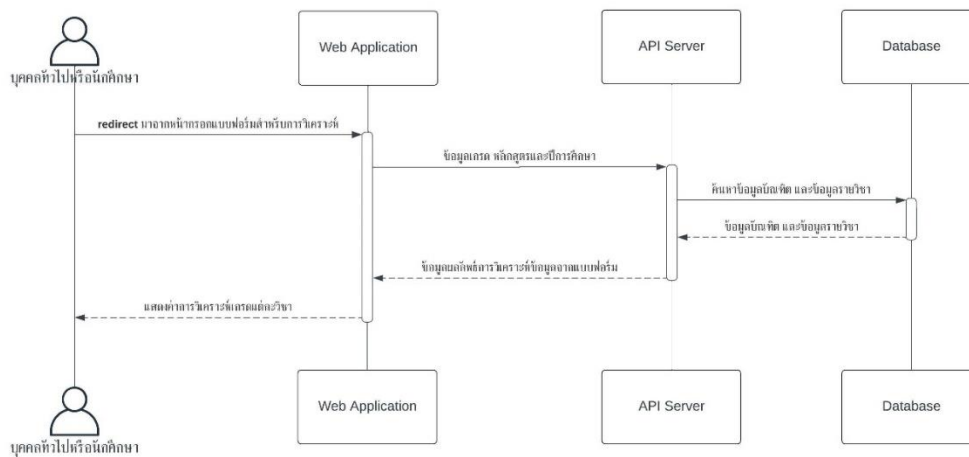 Web Application
API Server
Database
บุคคลทั่วไปหรือนักศึกษา
redirect มาจากหน้ากรอกแบบฟอร์มสำหรับการวิเคราะห์
ข้อมูลเกรด หลักสูตรและปีการศึกษา
ค้นหาข้อมูลบัณฑิต และข้อมูลรายวิชา
ข้อมูลบัณฑิต และข้อมูลรายวิชา
ข้อมูลผลลัพธ์การวิเคราะห์ข้อมูลจากแบบฟอร์ม
แสดงค่าการวิเคราะห์เกรดแต่ละวิชา
Web Application
API Server
Database
บุคคลทั่วไปหรือนักศึกษา